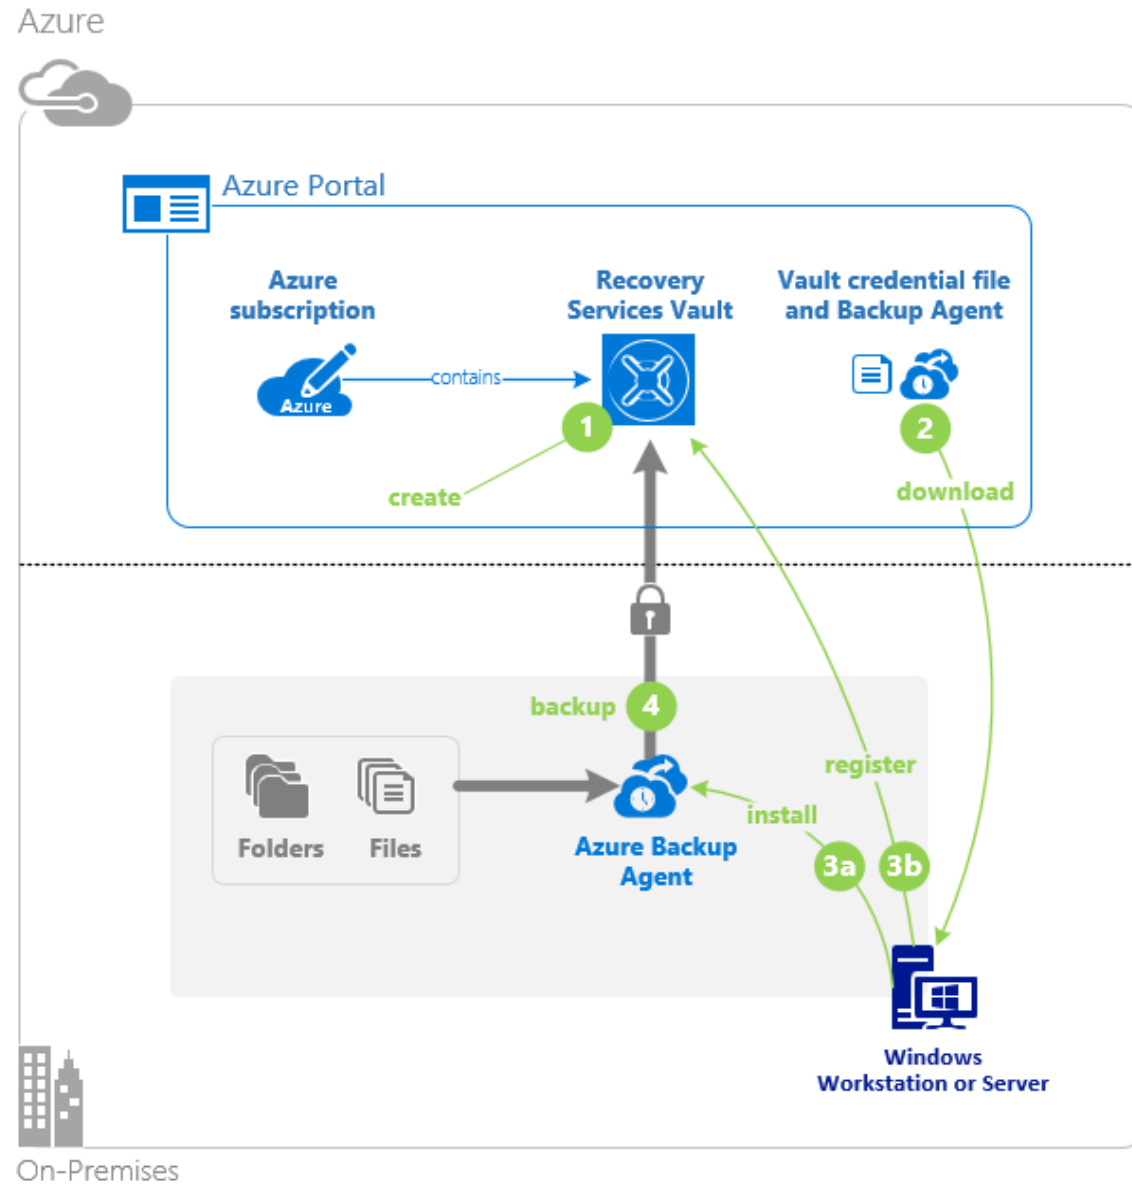 Azure
Azure Portal
Azure
subscription
Recovery
Services Vault
Vault credential file
and Backup Agent
contains
Azure
1
2
create
download
backup
4
register
install
Folders
Files
Azure Backup
Agent
3a
3b
Windows
Workstation or Server
On-Premises